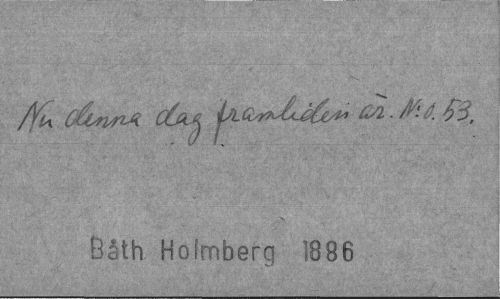 Nu denna dag framliden är. N:o. 53.
Båth Holmberg 1886